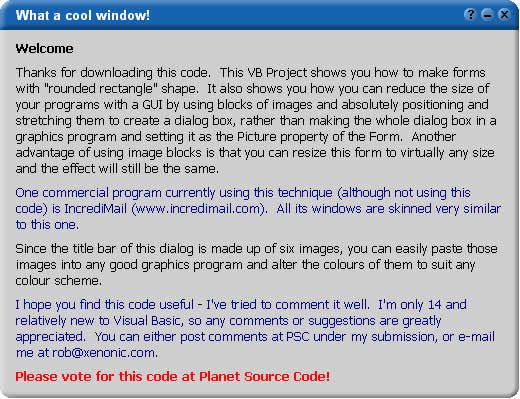 What a cool window!
Welcome
Thanks for downloading this code.  This VB Project shows you how to make forms
with "rounded rectangle" shape.  It also shows you how you can reduce the size of
your programs with a GUI by using blocks of images and absolutely positioning and
stretching them to create a dialog box, rather than making the whole dialog box in a
graphics program and setting it as the Picture property of the Form.  Another
advantage of using image blocks is that you can resize this form to virtually any size
and the effect will still be the same.
One commercial program currently using this technique (although not using this
code) is IncrediMail (www.incredimail.com).  All its windows are skinned very similar
to this one.
Since the title bar of this dialog is made up of six images, you can easily paste those
images into any good graphics program and alter the colours of them to suit any
colour scheme.
I hope you find this code useful - I've tried to comment it well.  I'm only 14 and
relatively new to Visual Basic, so any comments or suggestions are greatly
appreciated.  You can either post comments at PSC under my submission, or e-mail
me at rob@xenonic.com.
Please vote for this code at Planet Source Code!